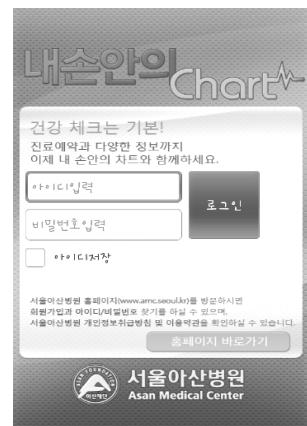 내손안의
Chart
건강 체크는 기본!
진료예약과 다양한 정보까지
이제 내 손안의 차트와 함께하세요.
아이디입력
로그인
비밀번호입력
아이디저장
서울아산병원 홈페이지(www.amc.seoul.kr)를 방문하시면
회원가입과 아이디/비밀번호 찾기를 하실 수 있으며,
서울아산병원 개인정보취급방침 및 이용약관을 확인하실 수 있습니다.
홈페이지 바로가기
ASAN FOUNDATION
아산재단
서울아산병원
Asan Medical Center